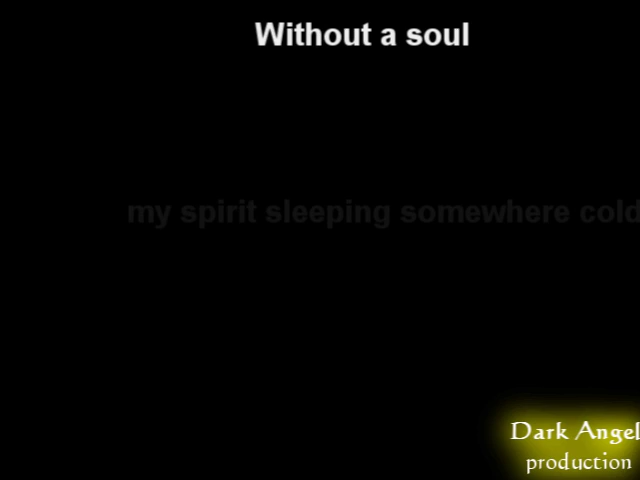 Without a soul
my spirit sleeping somewhere cold
Dark Angel
production